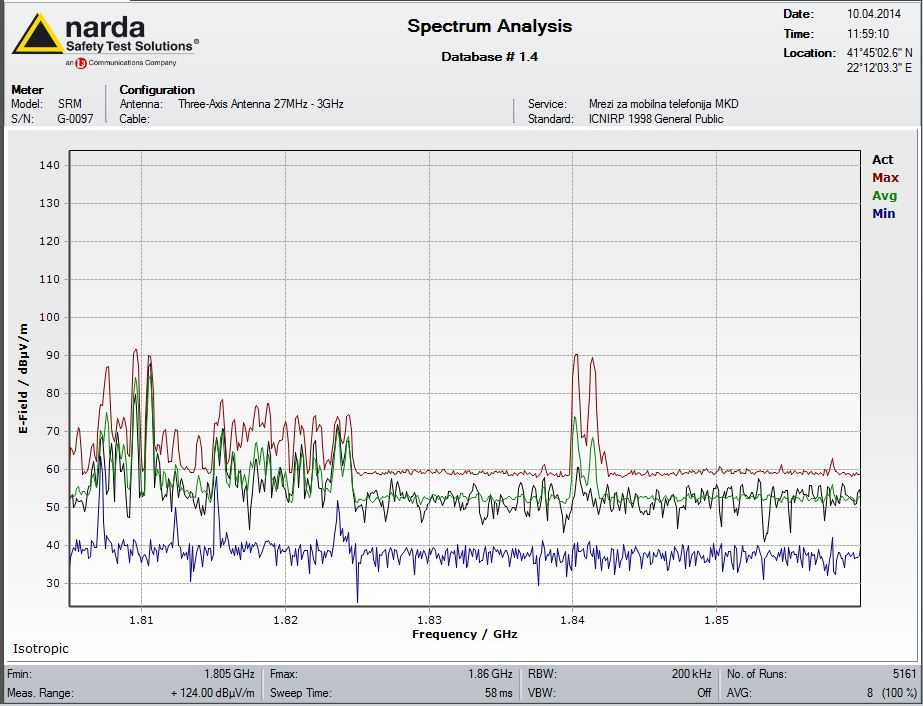 narda
Safety Test Solutions®
an L3 Communications Company
Spectrum Analysis
Database # 1.4
Date: 10.04.2014
Time: 11:59:10
Location: 41°45'02.6" N
22°12'03.3" E
Meter
Model: SRM
S/N: G-0097
Configuration
Antenna: Three-Axis Antenna 27MHz - 3GHz
Cable:
Service: Mrezi za mobilna telefonija MKD
Standard: ICNIRP 1998 General Public
Act
Max
Avg
Min
E-Field / dBµV/m
140
130
120
110
100
90
80
70
60
50
40
30
1.81 1.82 1.83 1.84 1.85
Frequency / GHz
Isotropic
Fmin: 1.805 GHz Fmax: 1.86 GHz RBW: 200 kHz No. of Runs: 5161
Meas. Range: + 124.00 dBµV/m Sweep Time: 58 ms VBW: Off AVG: 8 (100 %)